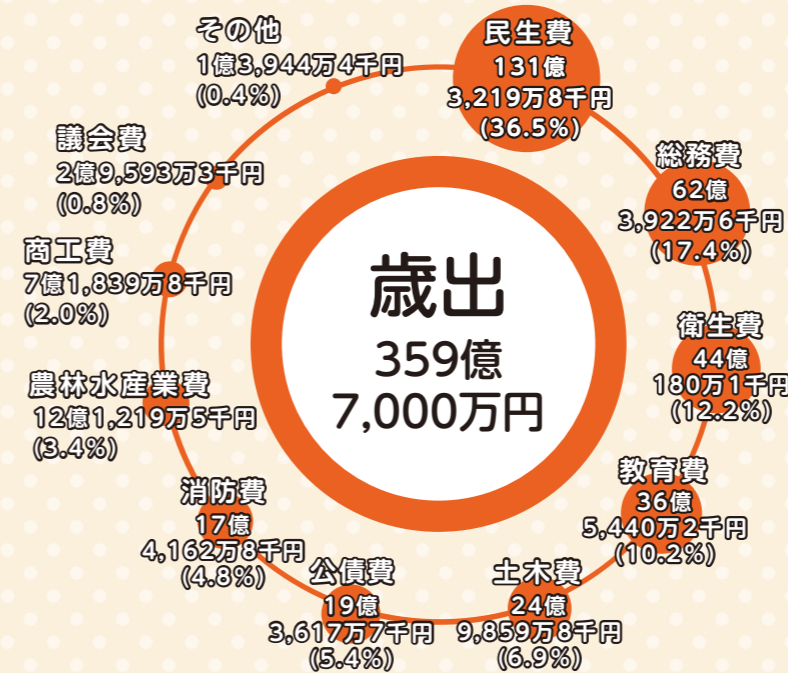 歳出
359億
7,000万円
民生費
131億
3,219万8千円
(36.5%)
総務費
62億
3,922万6千円
(17.4%)
衛生費
44億
180万1千円
(12.2%)
教育費
36億
5,440万2千円
(10.2%)
土木費
24億
9,859万8千円
(6.9%)
公債費
19億
3,617万7千円
(5.4%)
消防費
17億
4,162万8千円
(4.8%)
農林水産業費
12億1,219万5千円
(3.4%)
商工費
7億1,839万8千円
(2.0%)
議会費
2億9,593万3千円
(0.8%)
その他
1億3,944万4千円
(0.4%)